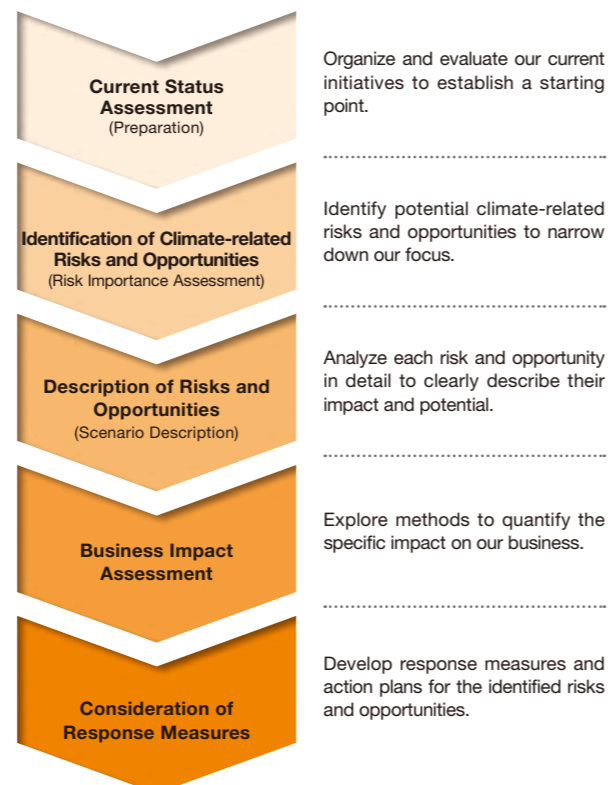 Current Status
Assessment
(Preparation)
Organize and evaluate our current
initiatives to establish a starting
point.
Identification of Climate-related
Risks and Opportunities
(Risk Importance Assessment)
Identify potential climate-related
risks and opportunities to narrow
down our focus.
Description of Risks and
Opportunities
(Scenario Description)
Analyze each risk and opportunity
in detail to clearly describe their
impact and potential.
Business Impact
Assessment
Explore methods to quantify the
specific impact on our business.
Consideration of
Response Measures
Develop response measures and
action plans for the identified risks
and opportunities.